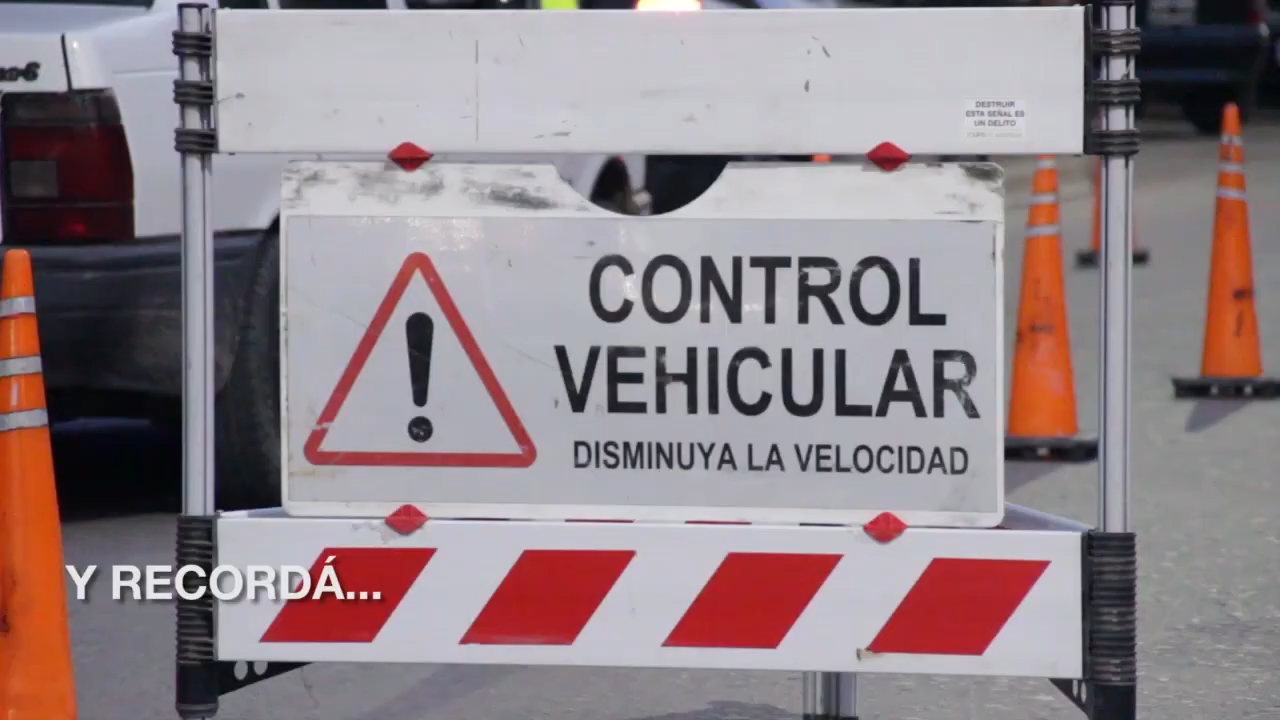 DESTRUIR
ESTA SEÑAL ES
UN DELITO
CONTROL
VEHICULAR
DISMINUYA LA VELOCIDAD
Y RECORDÁ...